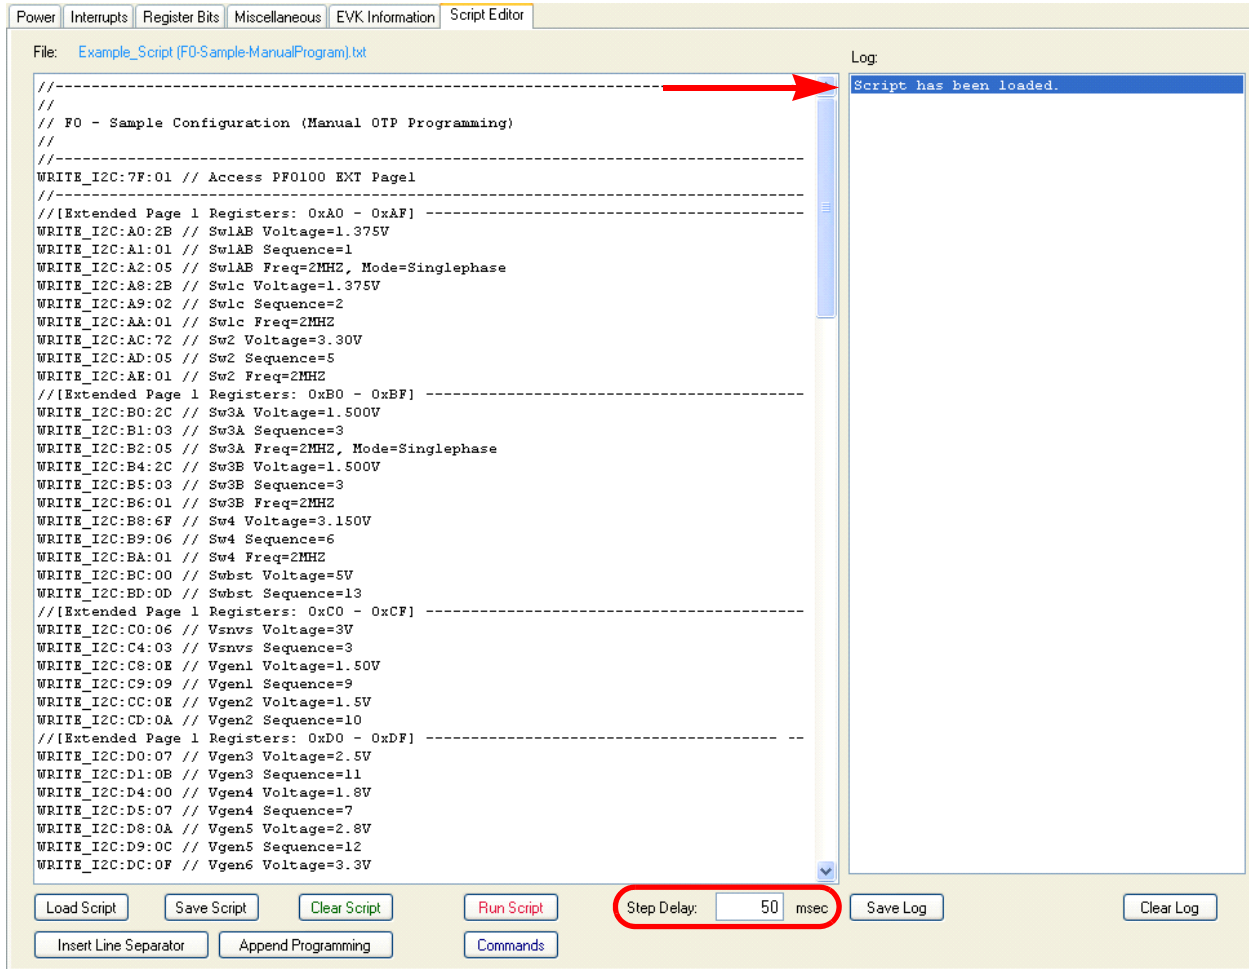 Power Interrupts Register Bits Miscellaneous EVK Information Script Editor
File: Example_Script (F0-Sample-ManualProgram).txt
Log:
//--------------------------------------------------------------------
Script has been loaded.
//
// F0 - Sample Configuration (Manual OTP Programming)
//
//-----------------------------------------------------------------------------------
WRITE_I2C:7F:01 // Access PF0100 EXT Page1
//-----------------------------------------------------------------------------------
//[Extended Page 1 Registers: 0xA0 - 0xAF] ------------------------------------------
WRITE_I2C:A0:2B // Sw1AB Voltage=1.375V
WRITE_I2C:A1:01 // Sw1AB Sequence=1
WRITE_I2C:A2:05 // Sw1AB Freq=2MHZ, Mode=Singlephase
WRITE_I2C:A8:2B // Sw1c Voltage=1.375V
WRITE_I2C:A9:02 // Sw1c Sequence=2
WRITE_I2C:AA:01 // Sw1c Freq=2MHZ
WRITE_I2C:AC:72 // Sw2 Voltage=3.30V
WRITE_I2C:AD:05 // Sw2 Sequence=5
WRITE_I2C:AE:01 // Sw2 Freq=2MHZ
//[Extended Page 1 Registers: 0xB0 - 0xBF] ------------------------------------------
WRITE_I2C:B0:2C // Sw3A Voltage=1.500V
WRITE_I2C:B1:03 // Sw3A Sequence=3
WRITE_I2C:B2:05 // Sw3A Freq=2MHZ, Mode=Singlephase
WRITE_I2C:B4:2C // Sw3B Voltage=1.500V
WRITE_I2C:B5:03 // Sw3B Sequence=3
WRITE_I2C:B6:01 // Sw3B Freq=2MHZ
WRITE_I2C:B8:6F // Sw4 Voltage=3.150V
WRITE_I2C:B9:06 // Sw4 Sequence=6
WRITE_I2C:BA:01 // Sw4 Freq=2MHZ
WRITE_I2C:BC:00 // Swbst Voltage=5V
WRITE_I2C:BD:0D // Swbst Sequence=13
//[Extended Page 1 Registers: 0xC0 - 0xCF] ------------------------------------------
WRITE_I2C:C0:06 // Vsnvs Voltage=3V
WRITE_I2C:C4:03 // Vsnvs Sequence=3
WRITE_I2C:C8:0E // Vgen1 Voltage=1.50V
WRITE_I2C:C9:09 // Vgen1 Sequence=9
WRITE_I2C:CC:0E // Vgen2 Voltage=1.5V
WRITE_I2C:CD:0A // Vgen2 Sequence=10
//[Extended Page 1 Registers: 0xD0 - 0xDF] --------------------------------------- --
WRITE_I2C:D0:07 // Vgen3 Voltage=2.5V
WRITE_I2C:D1:0B // Vgen3 Sequence=11
WRITE_I2C:D4:00 // Vgen4 Voltage=1.8V
WRITE_I2C:D5:07 // Vgen4 Sequence=7
WRITE_I2C:D8:0A // Vgen5 Voltage=2.8V
WRITE_I2C:D9:0C // Vgen5 Sequence=12
WRITE_I2C:DC:0F // Vgen6 Voltage=3.3V
Load Script Save Script Clear Script Run Script Step Delay: 50 msec Save Log Clear Log
Insert Line Separator Append Programming Commands